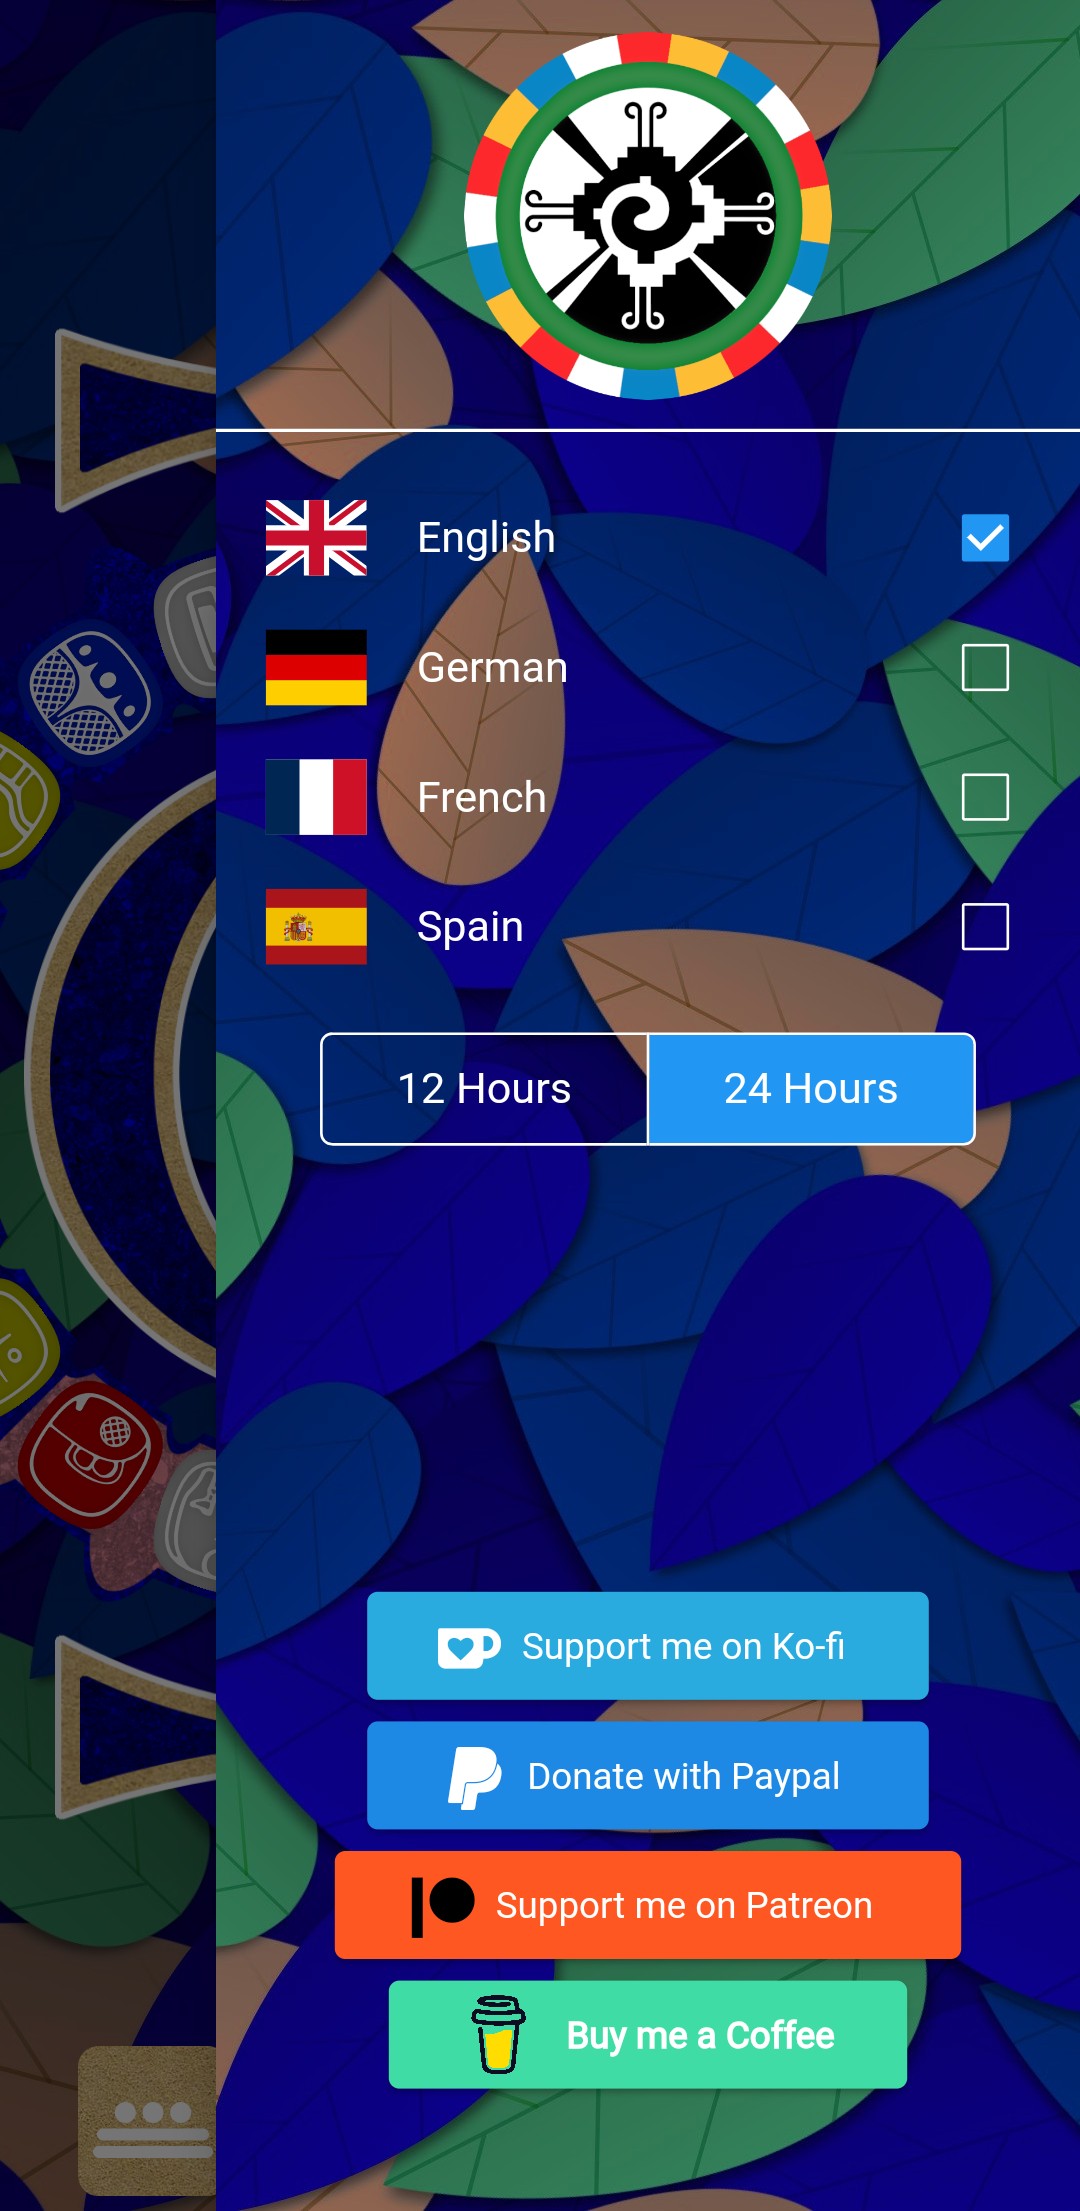 English
German
French
Spain
12 Hours
24 Hours
Support me on Ko-fi
Donate with Paypal
Support me on Patreon
Buy me a Coffee